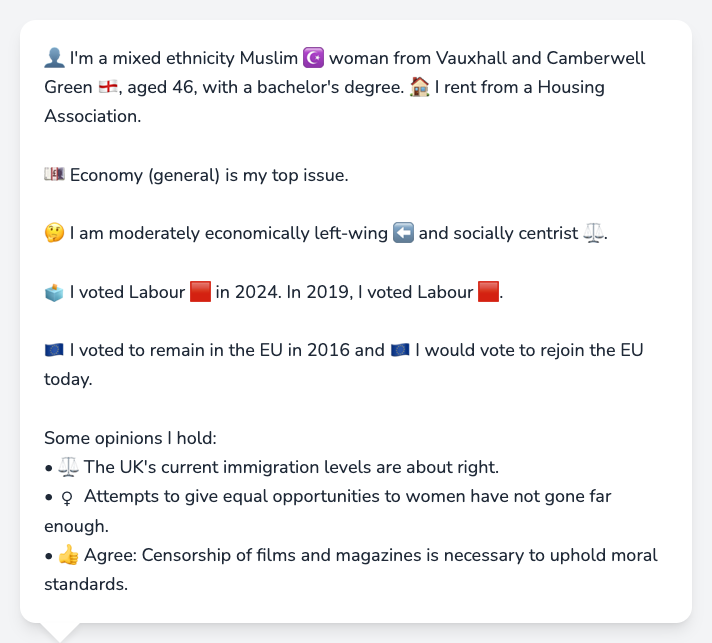 👤 I'm a mixed ethnicity Muslim ☪️ woman from Vauxhall and Camberwell
Green 🏴󠁧󠁢󠁥󠁮󠁧󠁿, aged 46, with a bachelor's degree. 🏠 I rent from a Housing
Association.
💷 Economy (general) is my top issue.
🤔 I am moderately economically left-wing ⬅️ and socially centrist ⚖️.
🗳️ I voted Labour 🟥 in 2024. In 2019, I voted Labour 🟥.
🇪🇺 I voted to remain in the EU in 2016 and 🇪🇺 I would vote to rejoin the EU
today.
Some opinions I hold:
• ⚖️ The UK's current immigration levels are about right.
• ♀ Attempts to give equal opportunities to women have not gone far
enough.
• 👍 Agree: Censorship of films and magazines is necessary to uphold moral
standards.